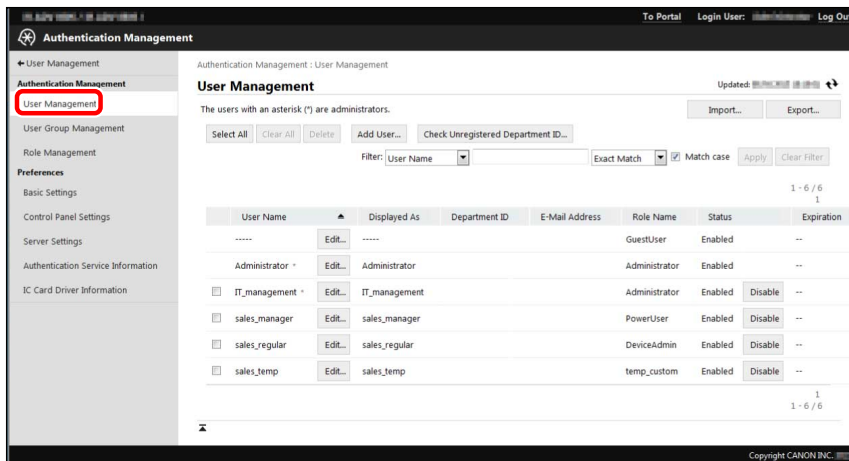 To Portal Login User: Log Ou
Authentication Management
User Management
Authentication Management
User Management
User Group Management
Role Management
Preferences
Basic Settings
Control Panel Settings
Server Settings
Authentication Service Information
IC Card Driver Information
Authentication Management : User Management
User Management
Updated:
The users with an asterisk (*) are administrators.
Import... Export...
Select All Clear All Delete Add User... Check Unregistered Department ID...
Filter: User Name Exact Match Match case Apply Clear Filter
1 - 6 / 6
1
User Name Displayed As Department ID E-Mail Address Role Name Status Expiration
----- Edit... ----- GuestUser Enabled --
Administrator * Edit... Administrator Administrator Enabled --
IT_management * Edit... IT_management Administrator Enabled Disable --
sales_manager Edit... sales_manager PowerUser Enabled Disable --
sales_regular Edit... sales_regular DeviceAdmin Enabled Disable --
sales_temp Edit... sales_temp temp_custom Enabled Disable --
1
1 - 6 / 6
Copyright CANON INC.